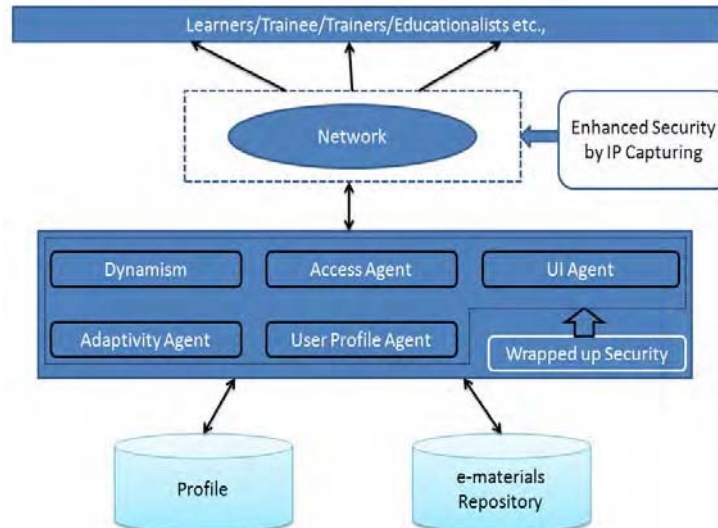 Learners/Trainee/Trainers/Educationalists etc.,
Network
Enhanced Security
by IP Capturing
Dynamism
Access Agent
UI Agent
Adaptivity Agent
User Profile Agent
Wrapped up Security
Profile
e-materials
Repository